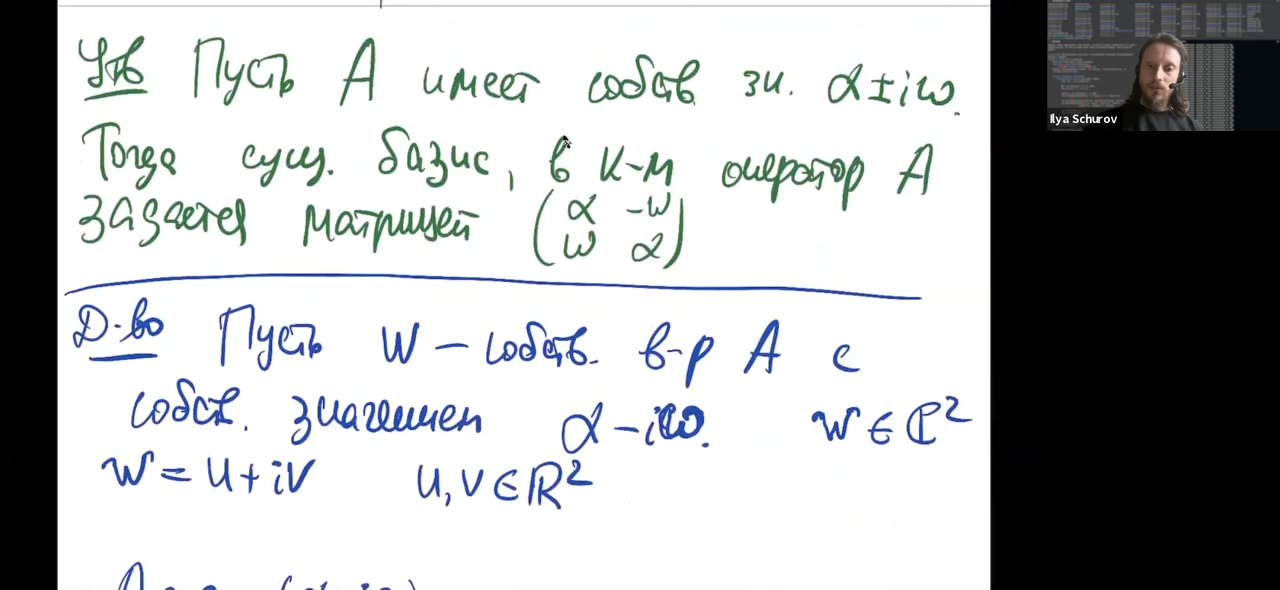 Утв Пусть A имеет собств. зн. α±iω.
Тогда сущ. базис, в к-м оператор A
задается матрицей (α -ω
ω α)
Д-во Пусть w – собств. в-р A с
собств. значением α-iω. w∈ℂ²
w = u+iv u,v∈ℝ²
Ilya Schurov